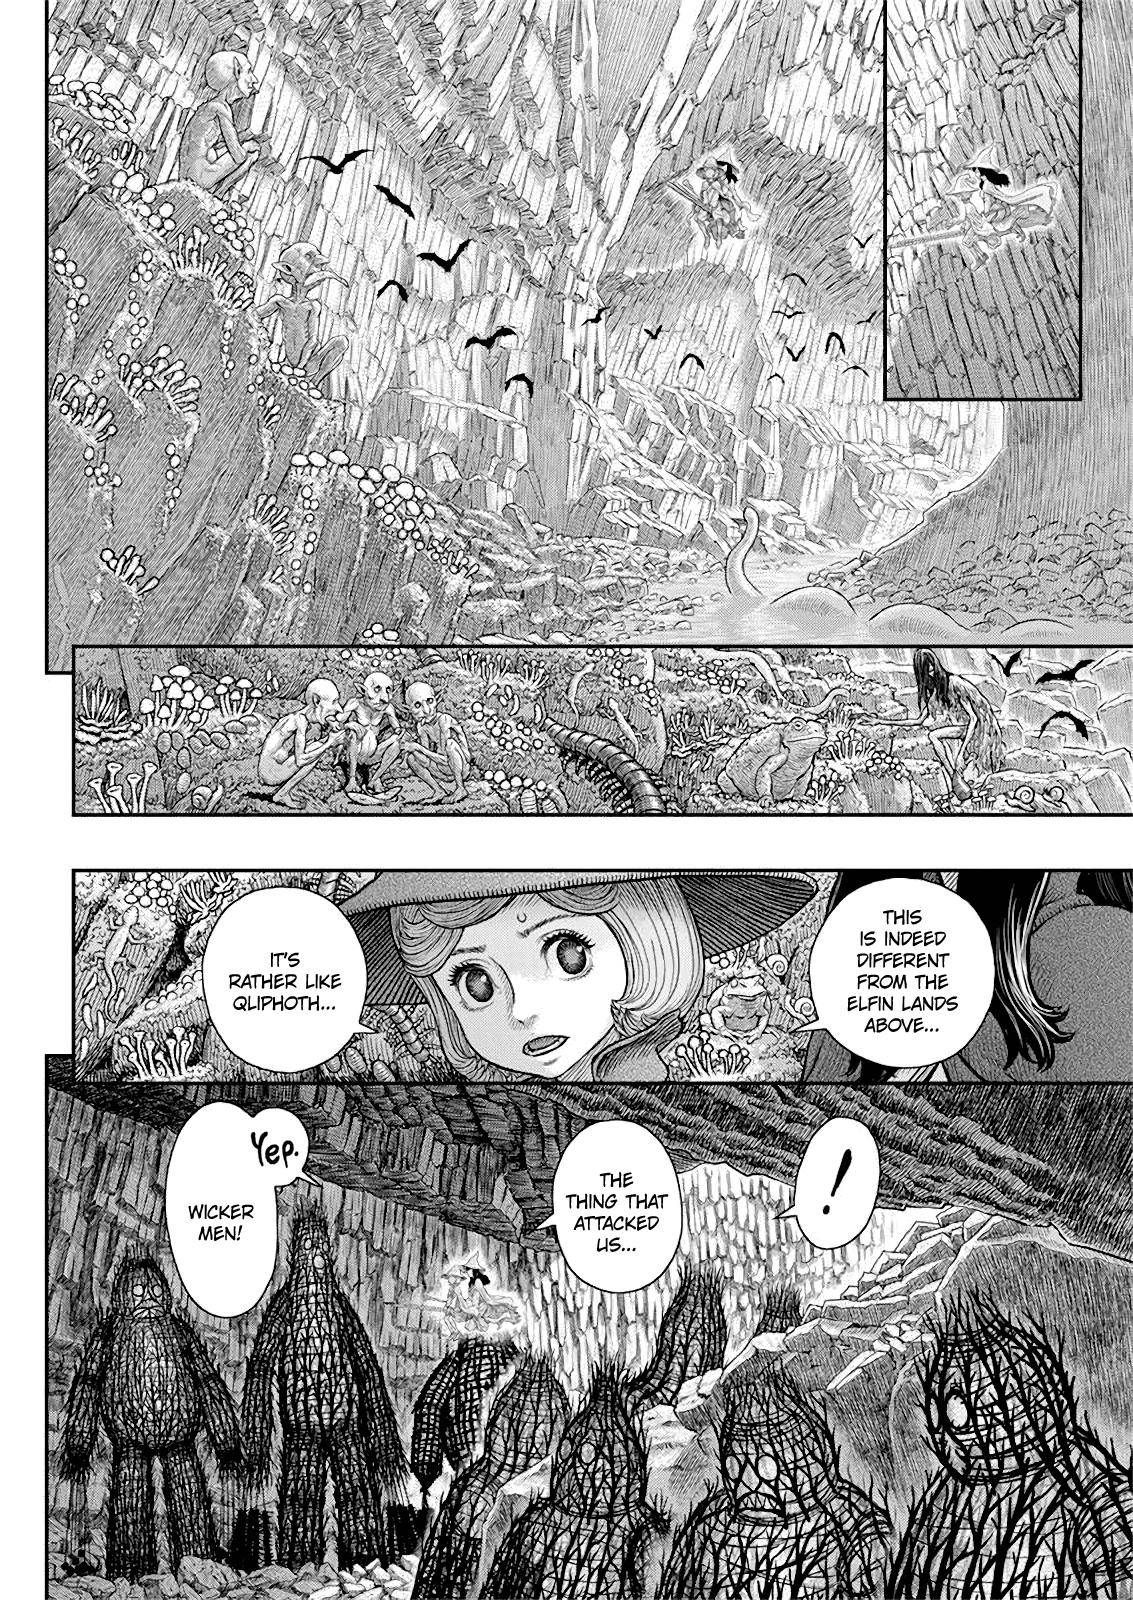 THIS
IS INDEED
DIFFERENT
FROM THE
ELFIN LANDS
ABOVE...
IT'S
RATHER LIKE
QLIPHOTH...
!
THE
THING THAT
ATTACKED
US...
Yep.
WICKER
MEN!